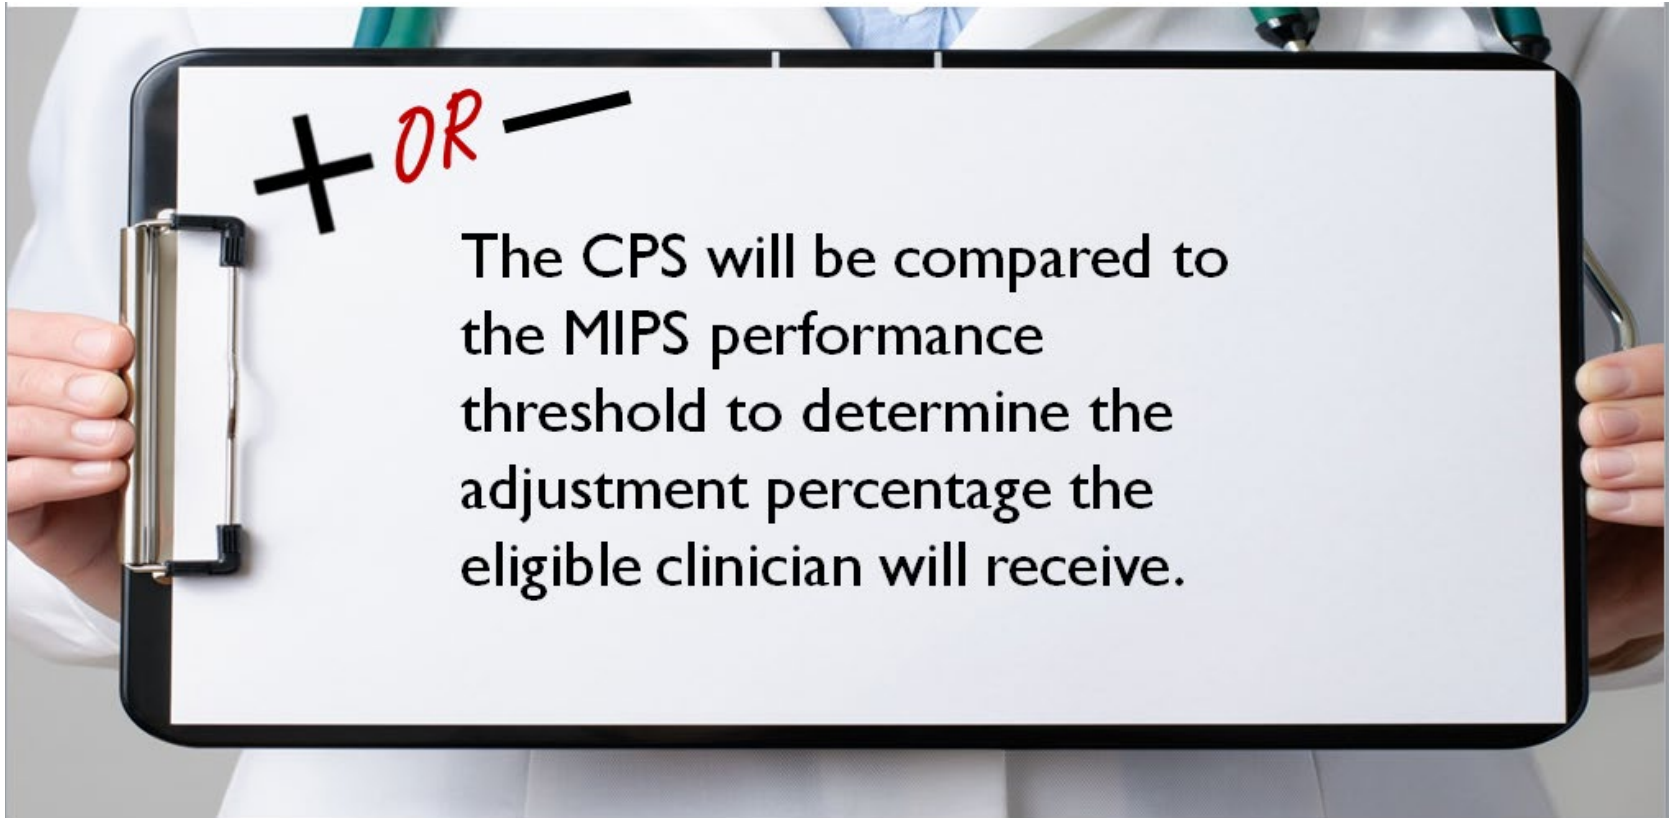 + OR –
The CPS will be compared to
the MIPS performance
threshold to determine the
adjustment percentage the
eligible clinician will receive.